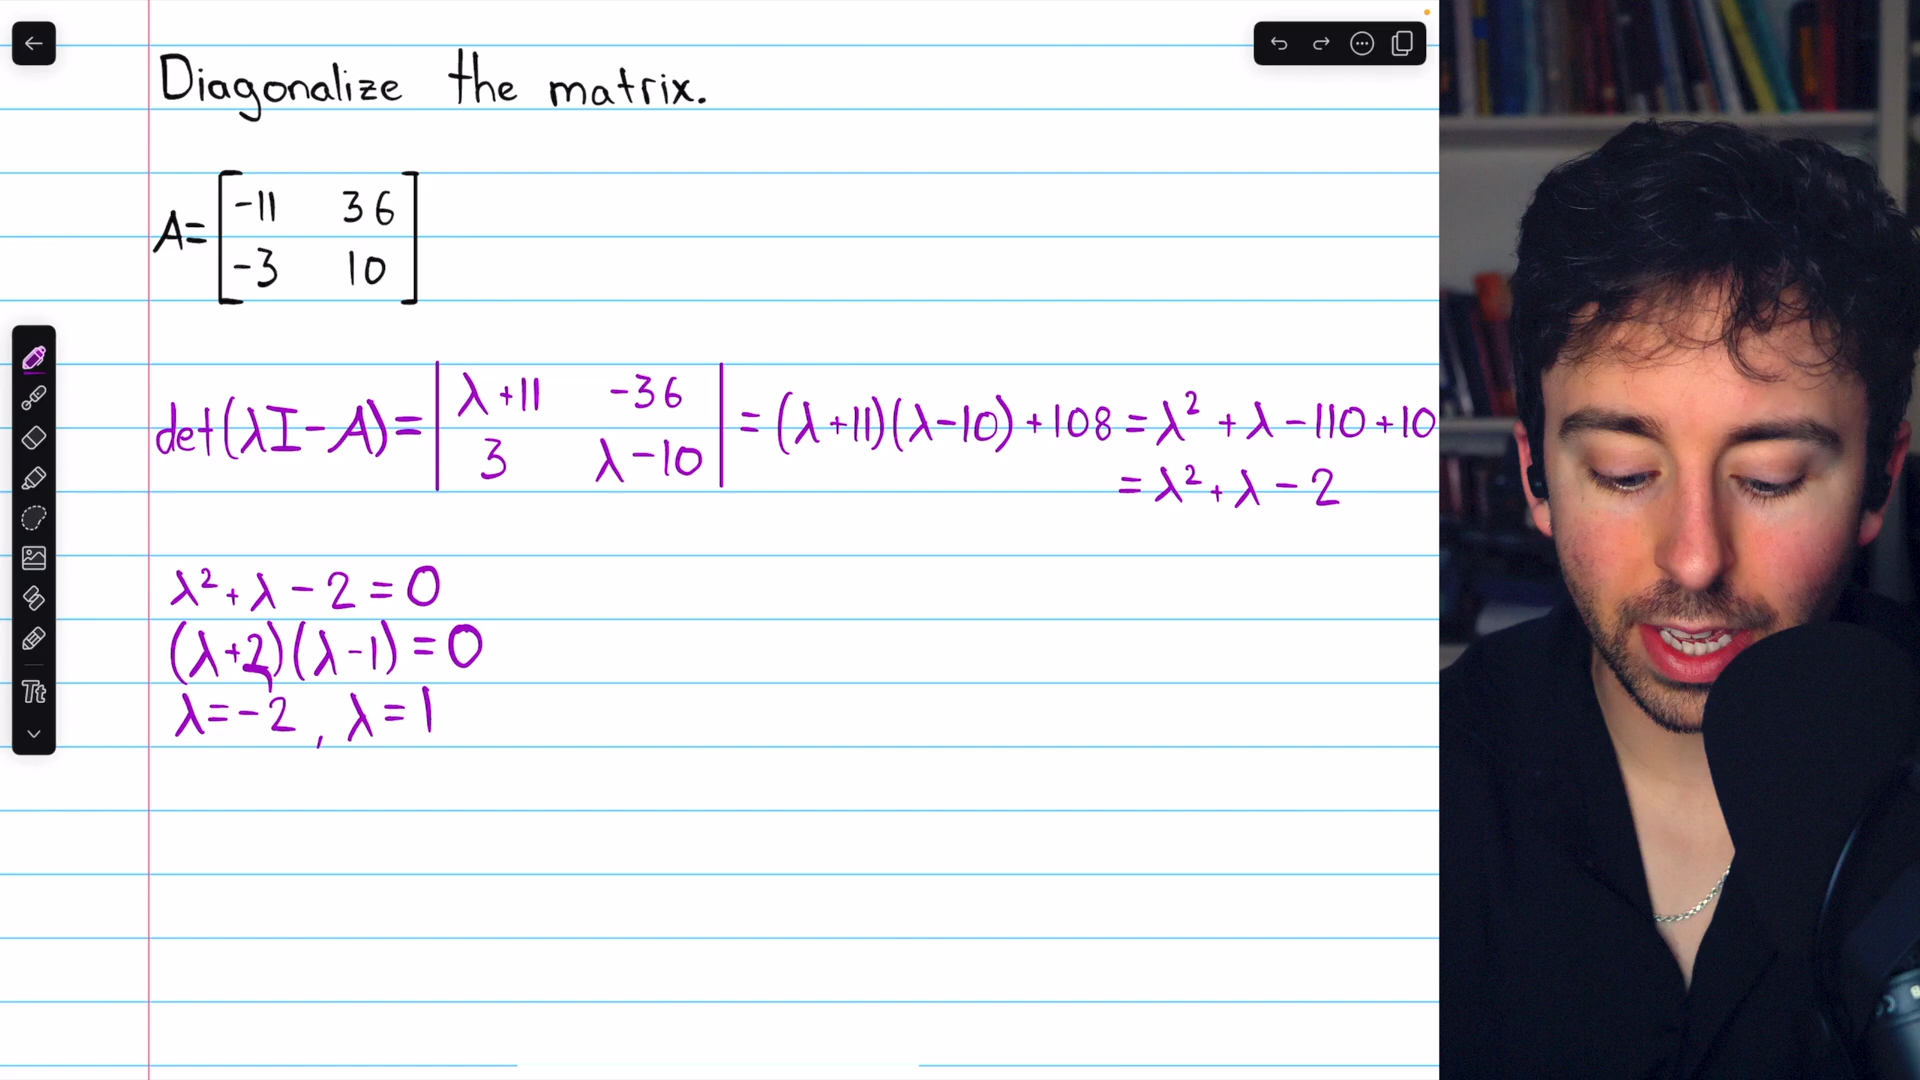 Diagonalize the matrix.
A= [ -11 36
-3 10 ]
det(λI-A)= | λ+11 -36
3 λ-10 | = (λ+11)(λ-10)+108 = λ² + λ - 110 + 10
= λ² + λ - 2
λ² + λ - 2 = 0
(λ+2)(λ-1) = 0
λ = -2 , λ = 1
Tt